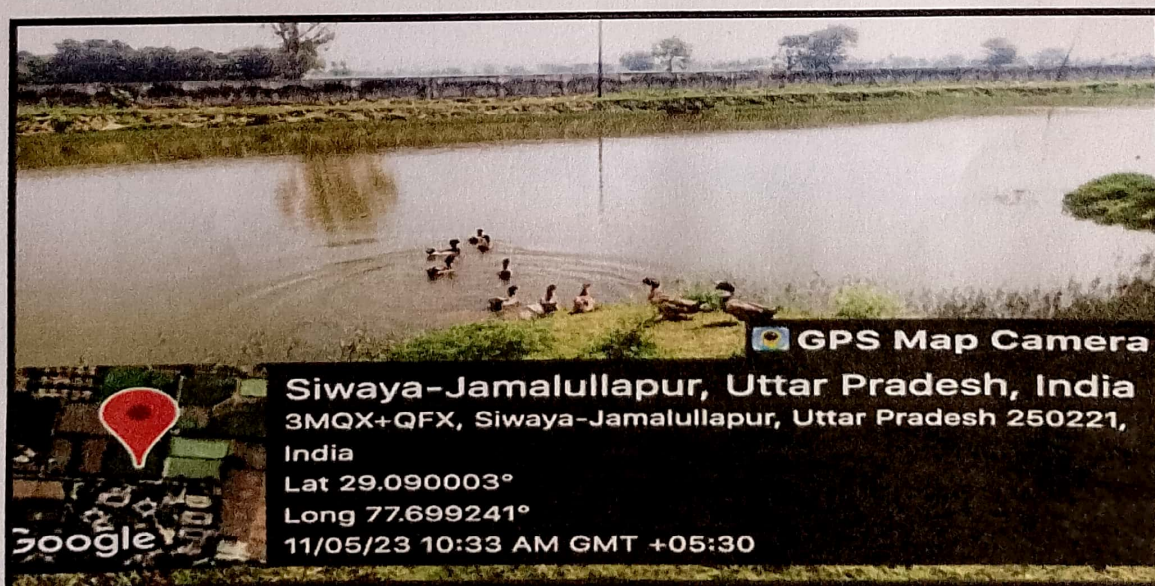 GPS Map Camera
Siwaya-Jamalullapur, Uttar Pradesh, India
3MQX+QFX, Siwaya-Jamalullapur, Uttar Pradesh 250221,
India
Lat 29.090003°
Long 77.699241°
11/05/23 10:33 AM GMT +05:30
Google